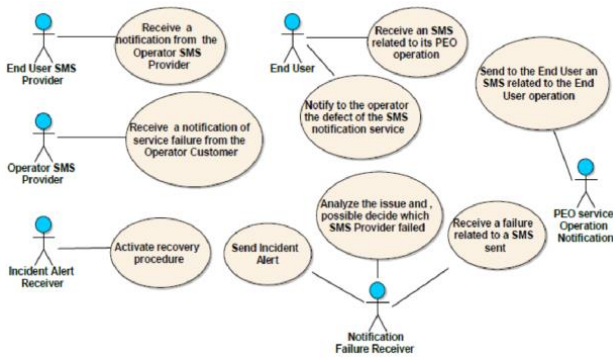 Receive a
notification from the
Operator SMS
Provider
End User SMS
Provider
Receive an SMS
related to its PEO
operation
End User
Notify to the operator
the defect of the SMS
notification service
Send to the End User an
SMS related to the End
User operation
PEO service
Operation
Notification
Receive a notification of
service failure from the
Operator Customer
Operator SMS
Provider
Activate recovery
procedure
Incident Alert
Receiver
Send Incident
Alert
Analyze the issue and ,
possible decide which
SMS Provider failed
Receive a failure
related to a SMS
sent
Notification
Failure Receiver